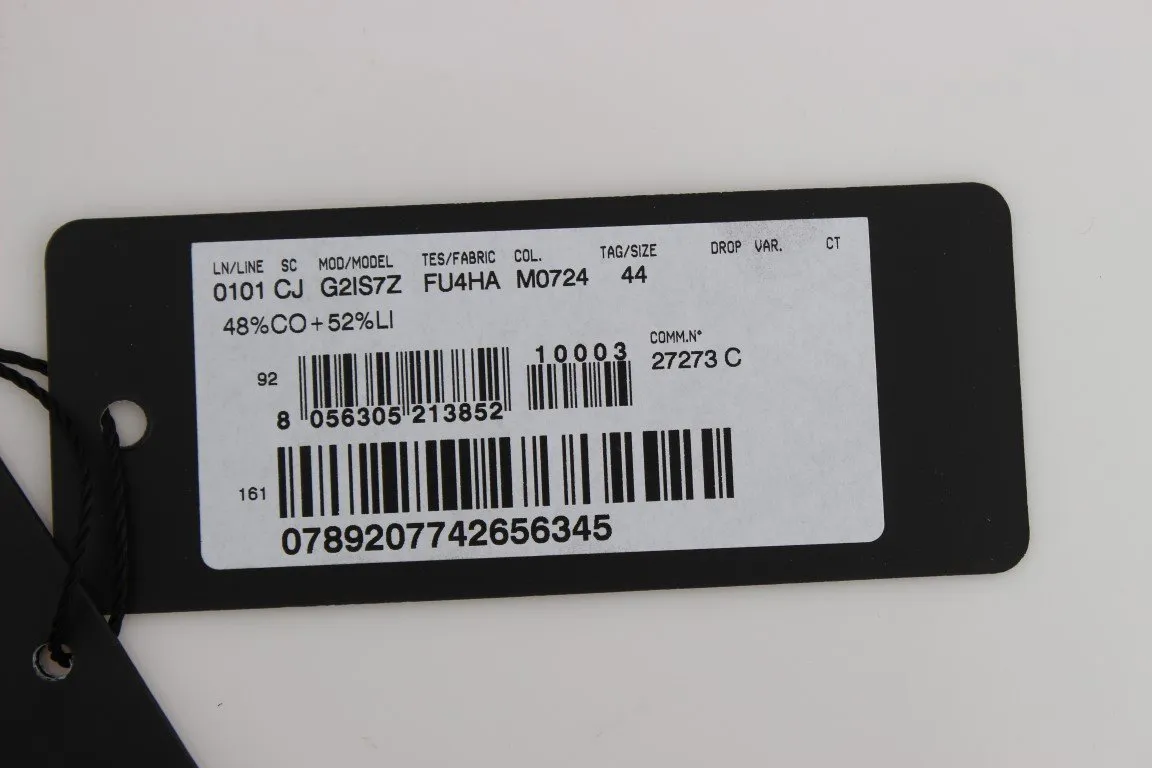 LN/LINE SC MOD/MODEL TES/FABRIC COL. TAG/SIZE DROP VAR. CT
0101 CJ G2IS7Z FU4HA M0724 44
48%CO+52%LI
COMM.N°
27273 C
92
10003
8 056305 213852
161
0789207742656345